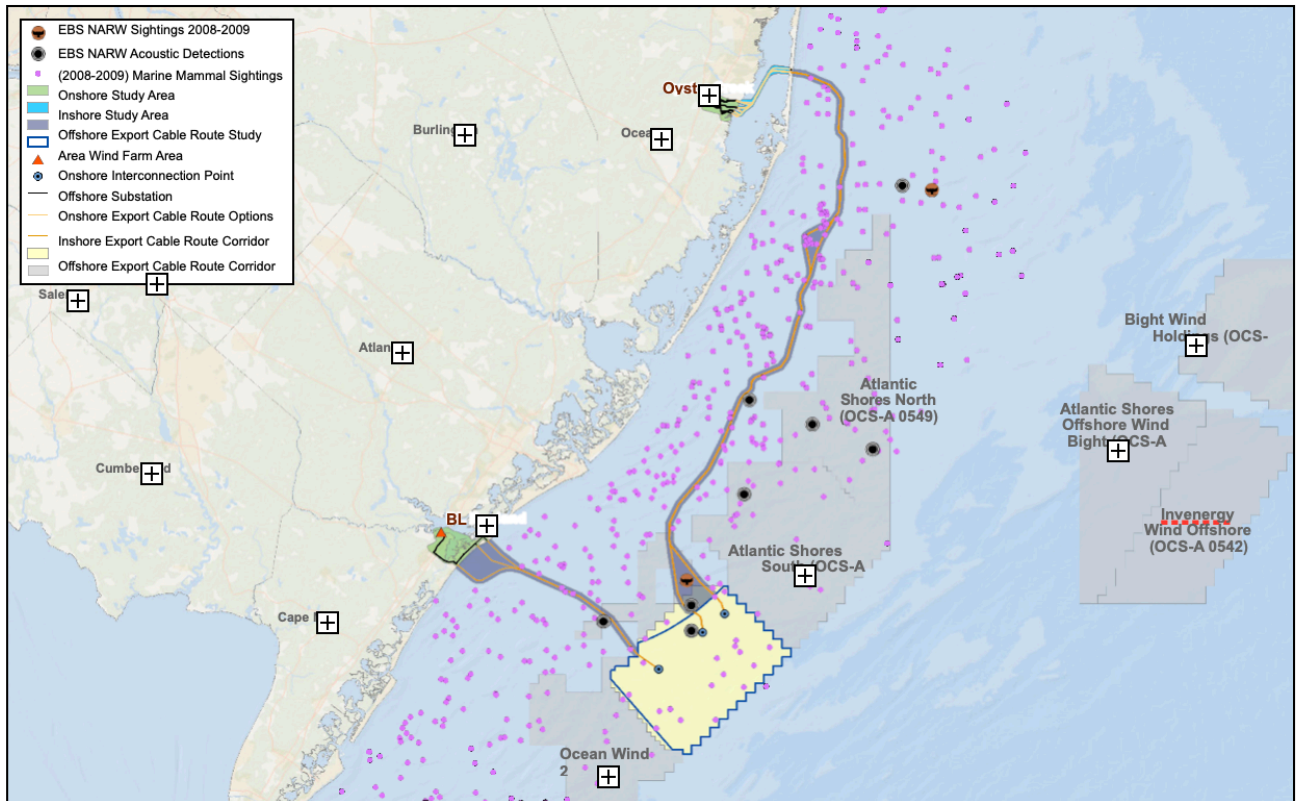 EBS NARW Sightings 2008-2009
EBS NARW Acoustic Detections
(2008-2009) Marine Mammal Sightings
Onshore Study Area
Inshore Study Area
Offshore Export Cable Route Study
Area Wind Farm Area
Onshore Interconnection Point
Offshore Substation
Onshore Export Cable Route Options
Inshore Export Cable Route Corridor
Offshore Export Cable Route Corridor
Oyst
Burling
Ocea
Sale
Bight Wind
Holdings (OCS-
Atlan
Atlantic
Shores North
(OCS-A 0549)
Atlantic Shores
Offshore Wind
Bight (OCS-A
Cumbe d
BL
Invenergy
Wind Offshore
(OCS-A 0542)
Atlantic Shores
South (OCS-A
Cape
Ocean Wind
2